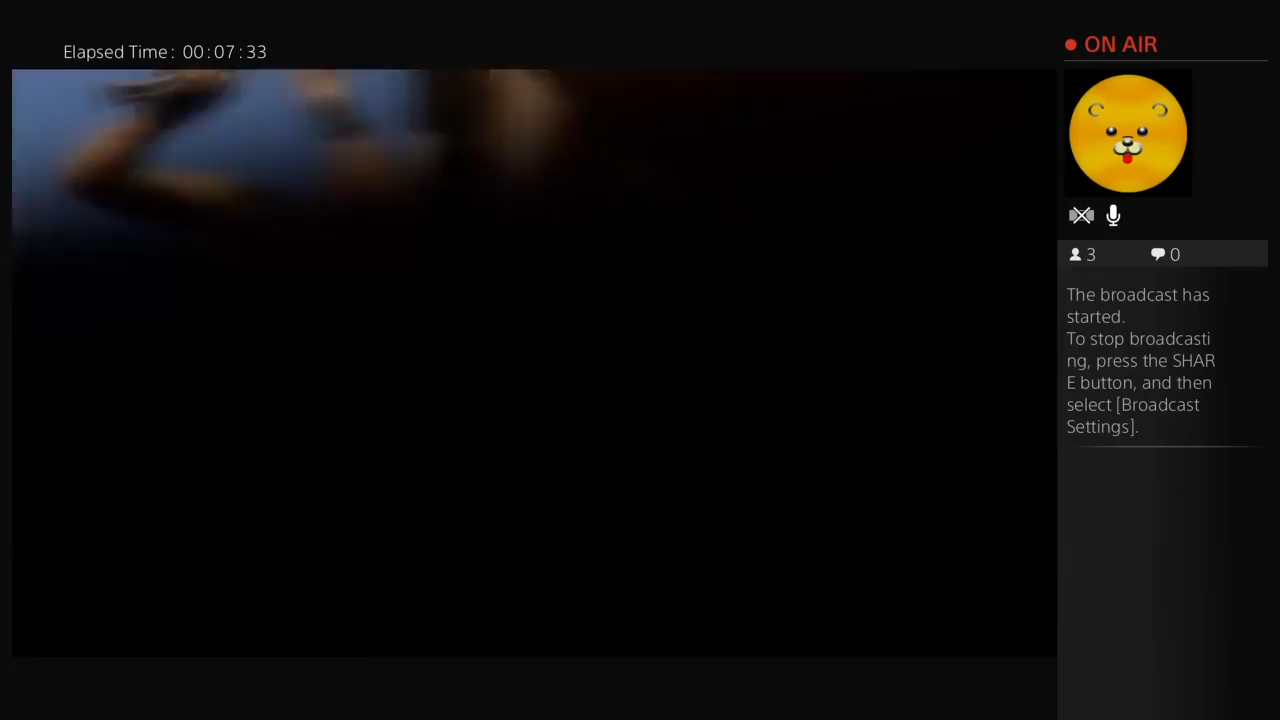 Elapsed Time: 00:07:33
ON AIR
3 0
The broadcast has
started.
To stop broadcasti
ng, press the SHAR
E button, and then
select [Broadcast
Settings].